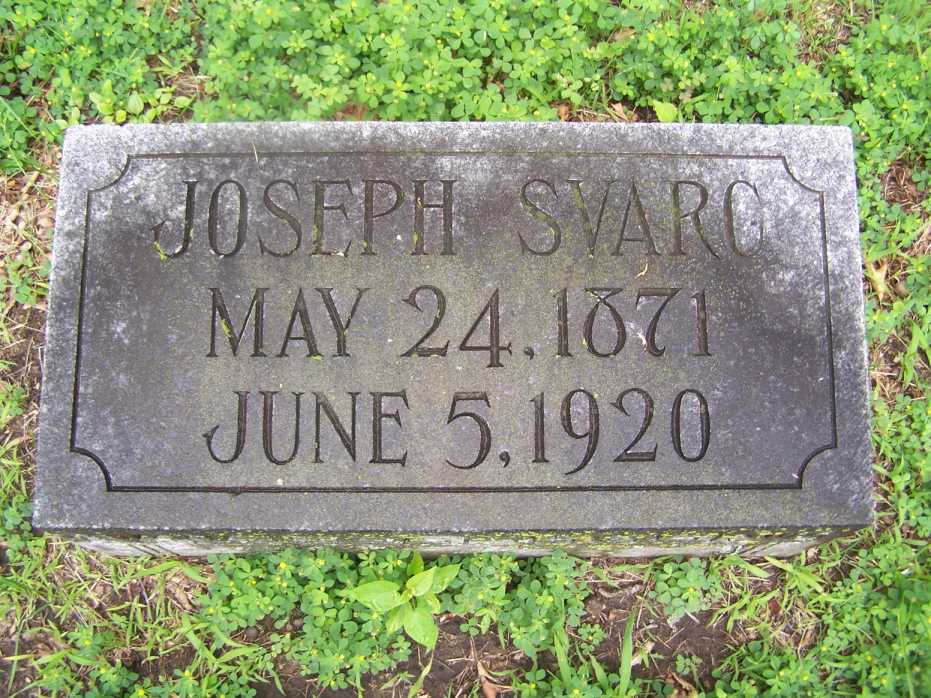 JOSEPH SVARC
MAY 24, 1871
JUNE 5, 1920